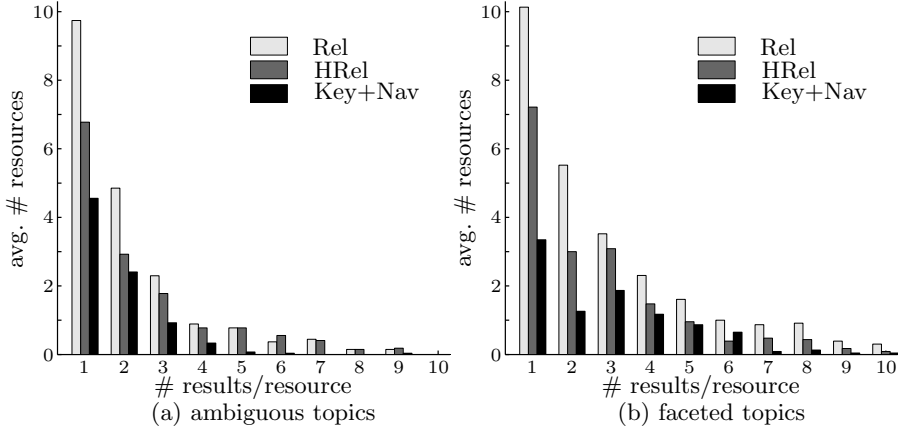 10
8
6
4
2
0
avg. # resources
Rel
HRel
Key+Nav
1 2 3 4 5 6 7 8 9 10
# results/resource
(a) ambiguous topics
10
8
6
4
2
0
avg. # resources
Rel
HRel
Key+Nav
1 2 3 4 5 6 7 8 9 10
# results/resource
(b) faceted topics